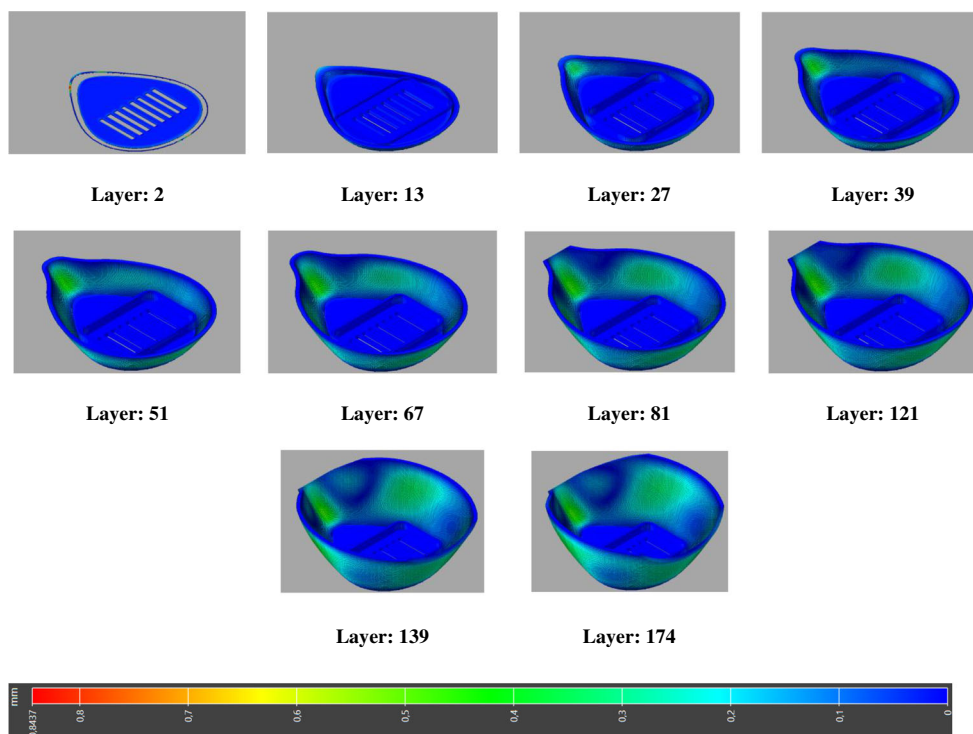 Layer: 2
Layer: 13
Layer: 27
Layer: 39
Layer: 51
Layer: 67
Layer: 81
Layer: 121
Layer: 139
Layer: 174
mm
0.8437
0.8
0.7
0.6
0.5
0.4
0.3
0.2
0.1
0